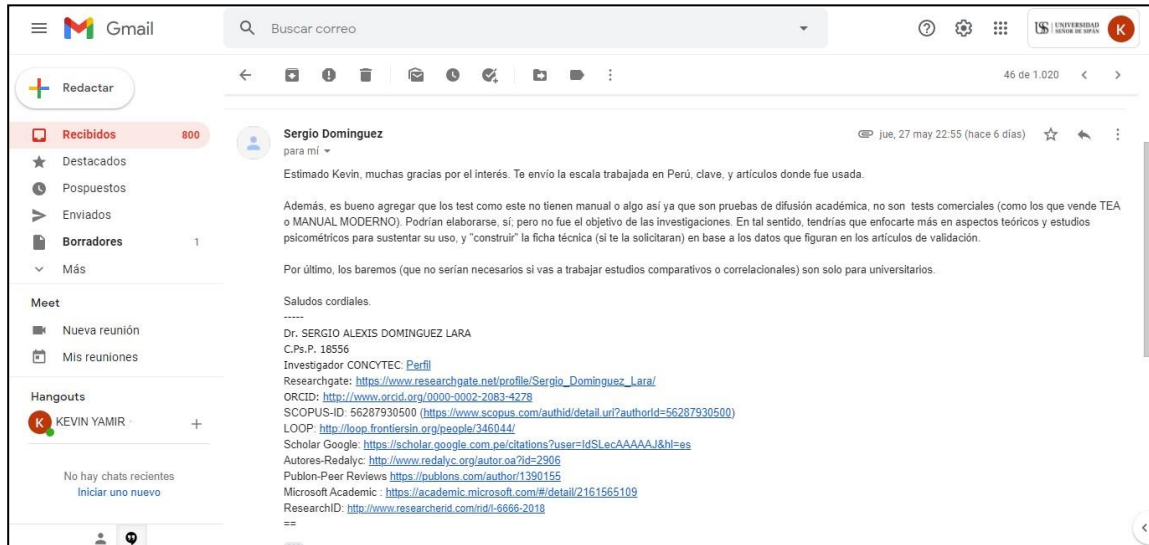 Gmail
Buscar correo
USS UNIVERSIDAD
SEÑOR DE SIPÁN
K
Redactar
46 de 1.020
Recibidos 800
Destacados
Pospuestos
Enviados
Borradores 1
Más
Meet
Nueva reunión
Mis reuniones
Hangouts
K KEVIN YAMIR
No hay chats recientes
Iniciar uno nuevo
Sergio Dominguez
jue, 27 may 22:55 (hace 6 días)
para mí
Estimado Kevin, muchas gracias por el interés. Te envío la escala trabajada en Perú, clave, y artículos donde fue usada.
Además, es bueno agregar que los test como este no tienen manual o algo así ya que son pruebas de difusión académica, no son tests comerciales (como los que vende TEA
o MANUAL MODERNO). Podrían elaborarse, sí; pero no fue el objetivo de las investigaciones. En tal sentido, tendrías que enfocarte más en aspectos teóricos y estudios
psicométricos para sustentar su uso, y "construir" la ficha técnica (si te la solicitaran) en base a los datos que figuran en los artículos de validación.
Por último, los baremos (que no serían necesarios si vas a trabajar estudios comparativos o correlacionales) son solo para universitarios.
Saludos cordiales.
-----
Dr. SERGIO ALEXIS DOMINGUEZ LARA
C.Ps.P. 18556
Investigador CONCYTEC: Perfil
Researchgate: https://www.researchgate.net/profile/Sergio_Dominguez_Lara/
ORCID: http://www.orcid.org/0000-0002-2083-4278
SCOPUS-ID: 56287930500 (https://www.scopus.com/authid/detail.uri?authorId=56287930500)
LOOP: http://loop.frontiersin.org/people/346044/
Scholar Google: https://scholar.google.com.pe/citations?user=IdSLecAAAAAJ&hl=es
Autores-Redalyc: http://www.redalyc.org/autor.oa?id=2906
Publon-Peer Reviews https://publons.com/author/1390155
Microsoft Academic : https://academic.microsoft.com/#/detail/2161565109
ResearchID: http://www.researcherid.com/rid/I-6666-2018
==